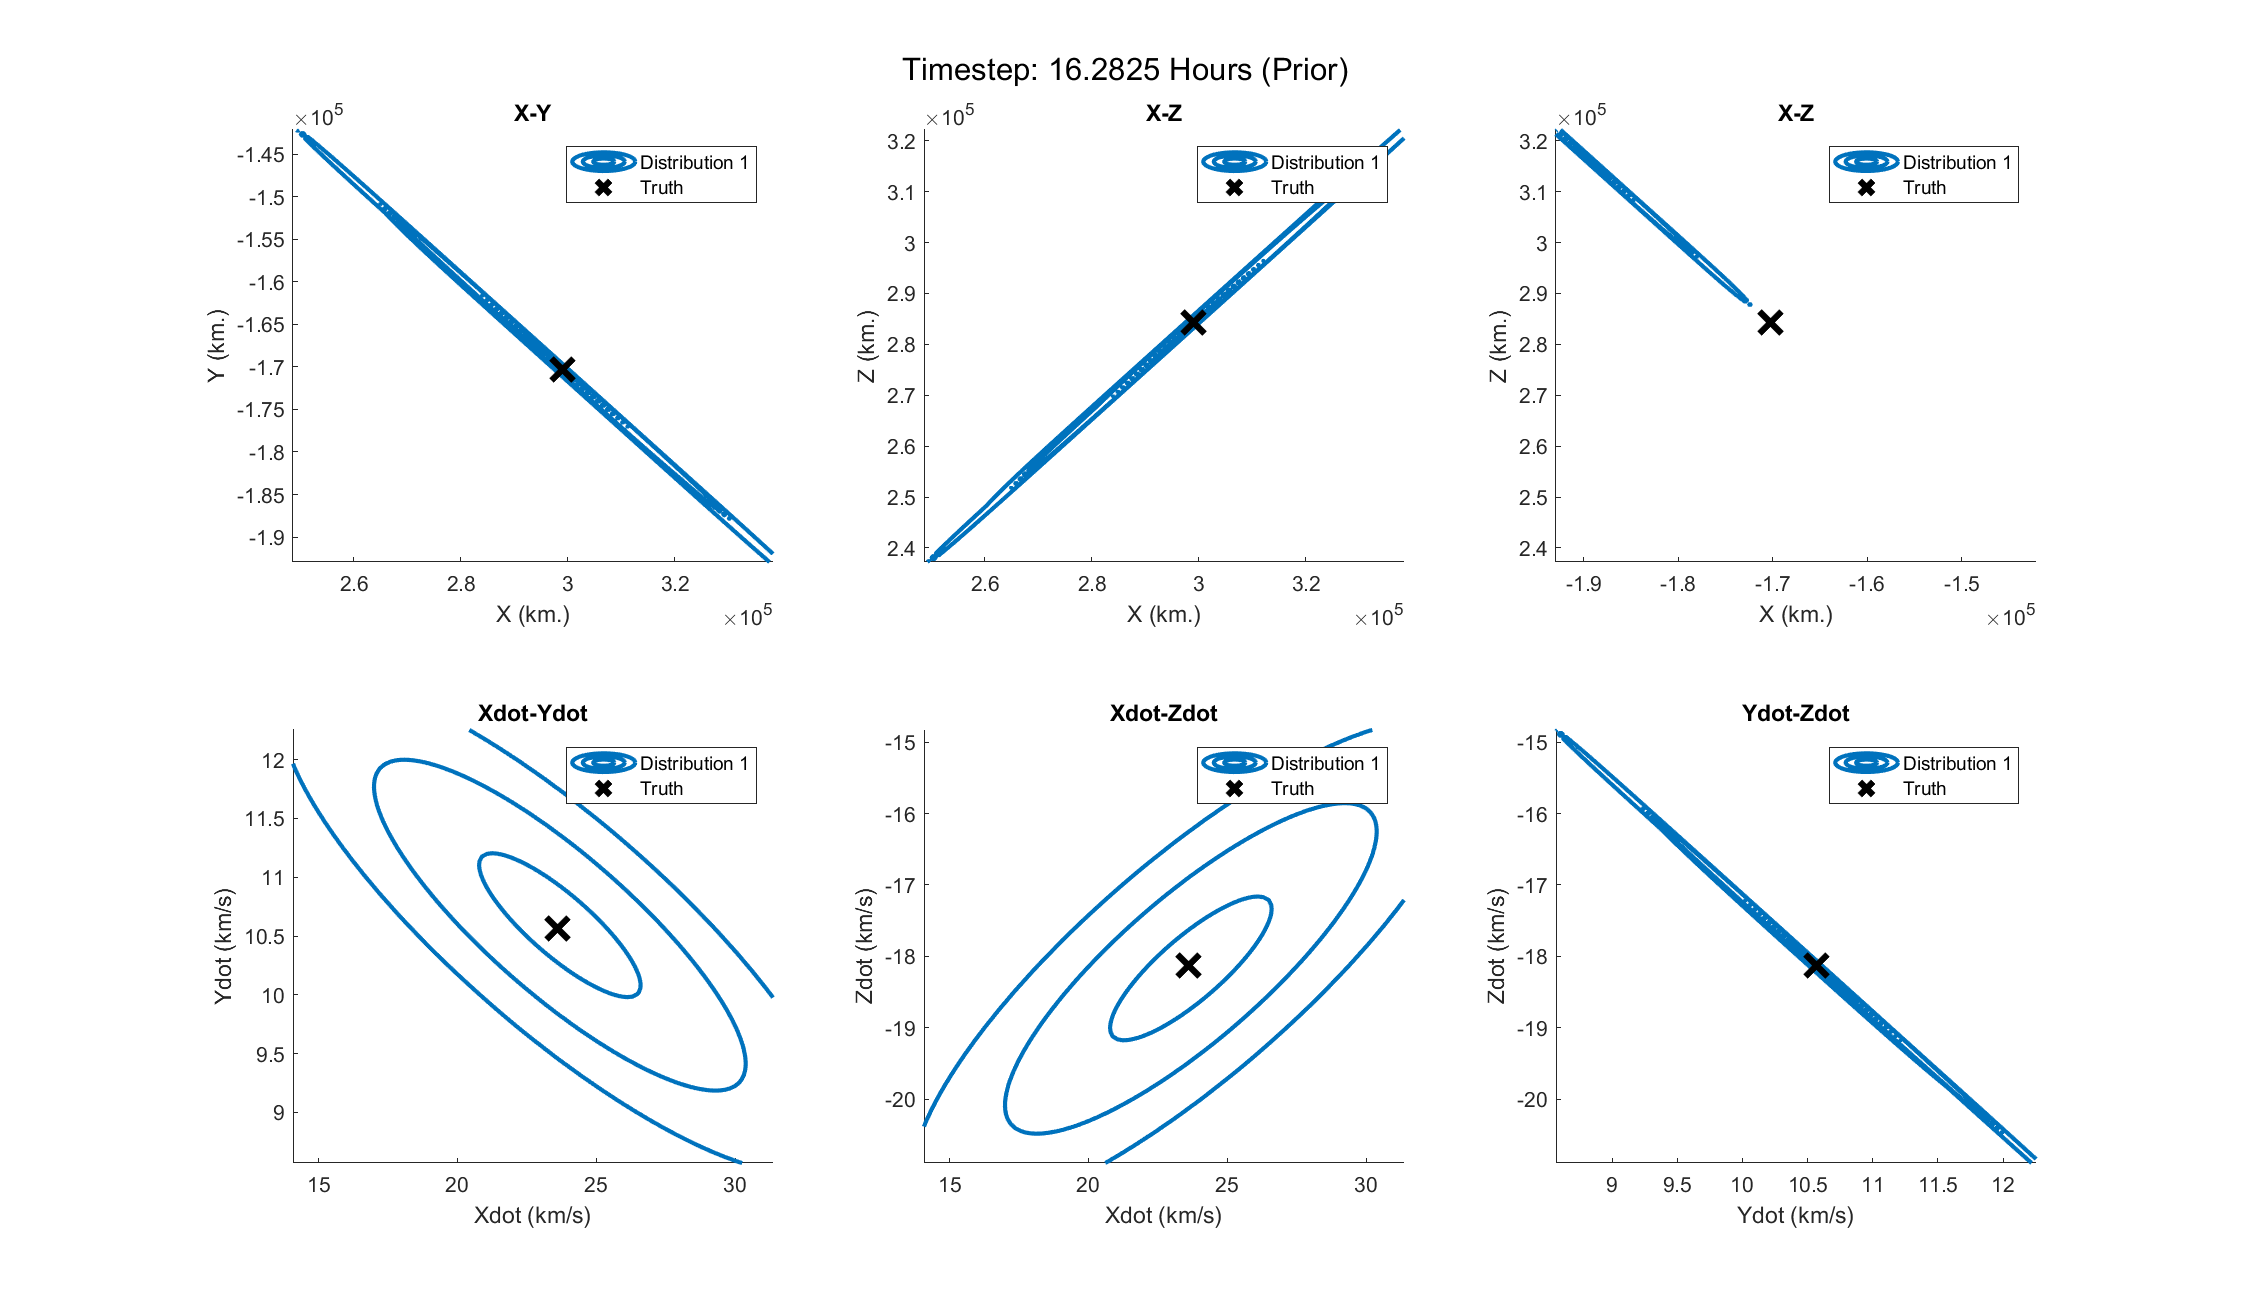 Timestep: 16.2825 Hours (Prior)
X-Y
×10^5
-1.45
-1.5
-1.55
-1.6
-1.65
-1.7
-1.75
-1.8
-1.85
-1.9
Y (km.)
2.6 2.8 3 3.2
X (km.)
×10^5
Distribution 1
Truth
X-Z
×10^5
3.2
3.1
3
2.9
2.8
2.7
2.6
2.5
2.4
Z (km.)
2.6 2.8 3 3.2
X (km.)
×10^5
Distribution 1
Truth
X-Z
×10^5
3.2
3.1
3
2.9
2.8
2.7
2.6
2.5
2.4
Z (km.)
-1.9 -1.8 -1.7 -1.6 -1.5
X (km.)
×10^5
Distribution 1
Truth
Xdot-Ydot
12
11.5
11
10.5
10
9.5
9
Ydot (km/s)
15 20 25 30
Xdot (km/s)
Distribution 1
Truth
Xdot-Zdot
-15
-16
-17
-18
-19
-20
Zdot (km/s)
15 20 25 30
Xdot (km/s)
Distribution 1
Truth
Ydot-Zdot
-15
-16
-17
-18
-19
-20
Zdot (km/s)
9 9.5 10 10.5 11 11.5 12
Ydot (km/s)
Distribution 1
Truth